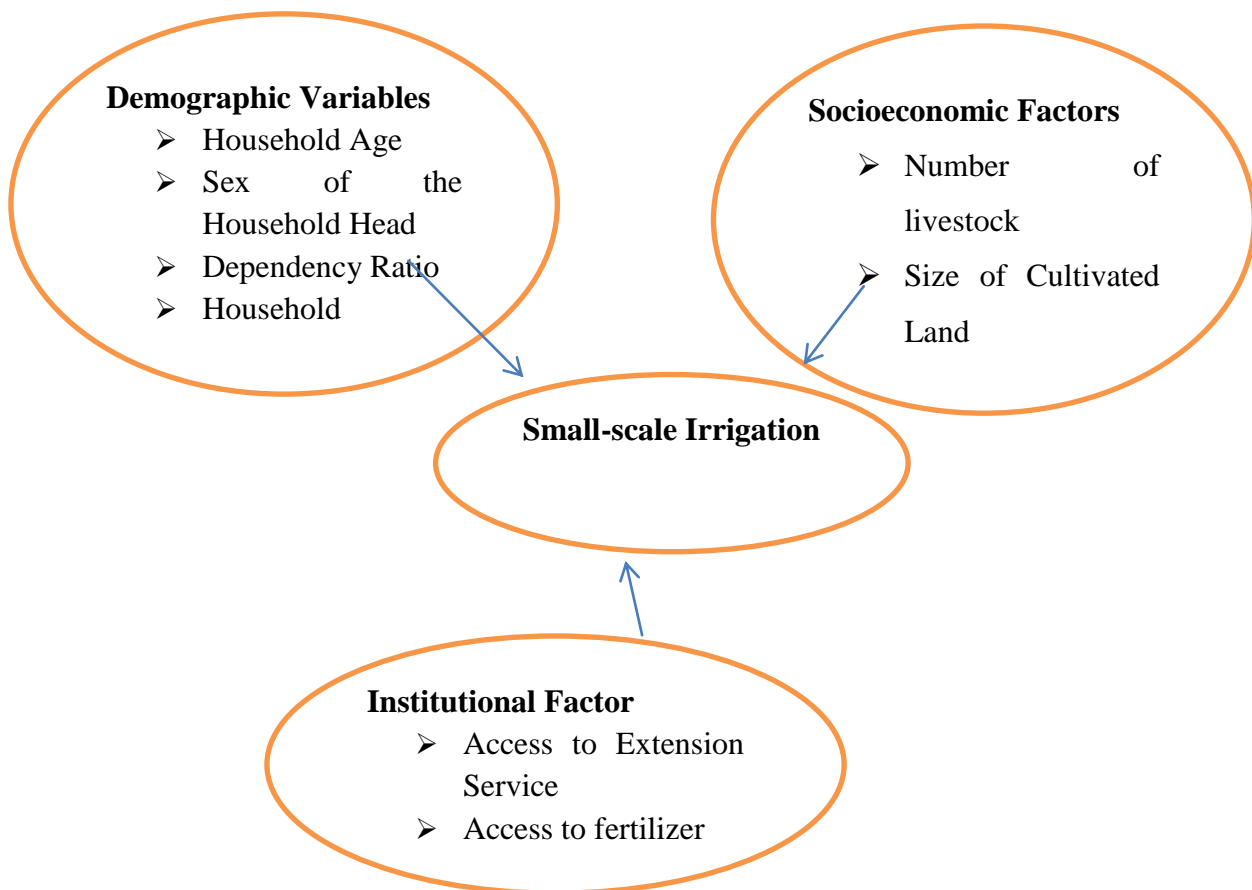 Demographic Variables
➢ Household Age
➢ Sex of the
Household Head
➢ Dependency Ratio
➢ Household
Socioeconomic Factors
➢ Number of
livestock
➢ Size of Cultivated
Land
Small-scale Irrigation
Institutional Factor
➢ Access to Extension
Service
➢ Access to fertilizer